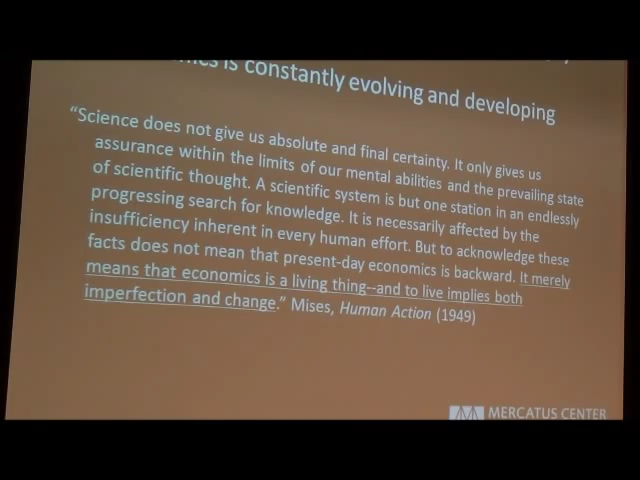 is constantly evolving and developing
“Science does not give us absolute and final certainty. It only gives us
assurance within the limits of our mental abilities and the prevailing state
of scientific thought. A scientific system is but one station in an endlessly
progressing search for knowledge. It is necessarily affected by the
insufficiency inherent in every human effort. But to acknowledge these
facts does not mean that present-day economics is backward. It merely
means that economics is a living thing--and to live implies both
imperfection and change.” Mises, Human Action (1949)
MERCATUS CENTER